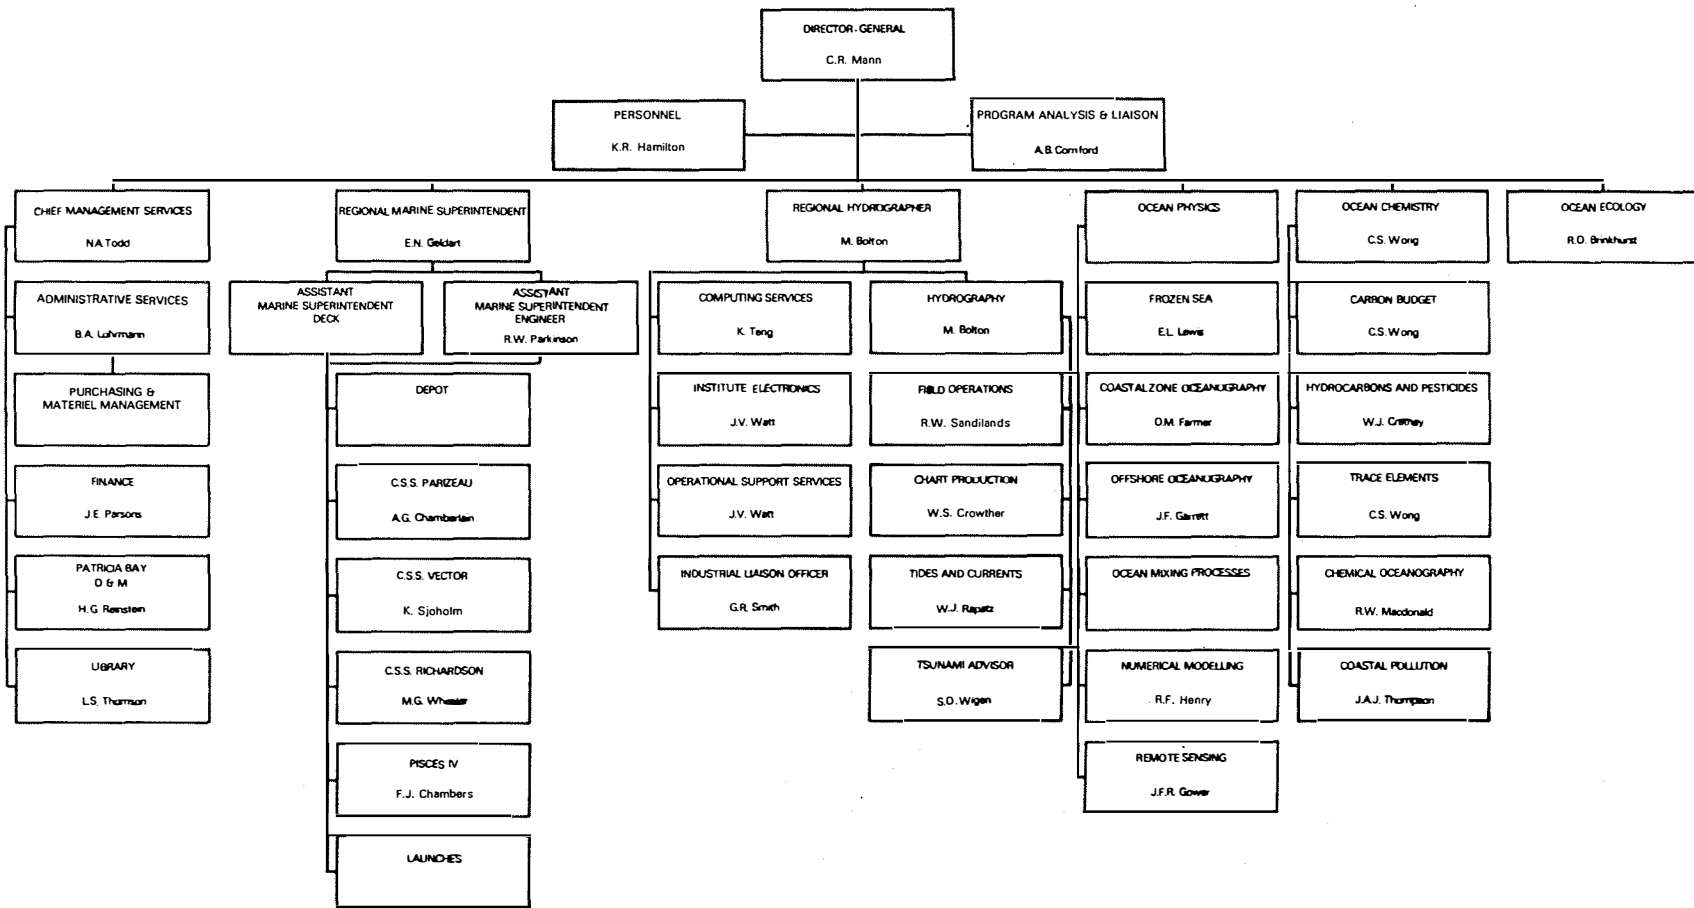 DIRECTOR-GENERAL
C.R. Mann
PERSONNEL
K.R. Hamilton
PROGRAM ANALYSIS & LIAISON
A.B. Cornford
CHIEF MANAGEMENT SERVICES
N.A. Todd
ADMINISTRATIVE SERVICES
B.A. Lohrmann
PURCHASING &
MATERIEL MANAGEMENT
FINANCE
J.E. Parsons
PATRICIA BAY
O & M
H.G. Reinstein
LIBRARY
L.S. Thomson
REGIONAL MARINE SUPERINTENDENT
E.N. Geldart
ASSISTANT
MARINE SUPERINTENDENT
DECK
ASSISTANT
MARINE SUPERINTENDENT
ENGINEER
R.W. Parkinson
DEPOT
C.S.S. PARIZEAU
A.G. Chamberlain
C.S.S. VECTOR
K. Sjoholm
C.S.S. RICHARDSON
M.G. Wheeler
PISCES IV
F.J. Chambers
LAUNCHES
REGIONAL HYDROGRAPHER
M. Bolton
COMPUTING SERVICES
K. Teng
INSTITUTE ELECTRONICS
J.V. Watt
OPERATIONAL SUPPORT SERVICES
J.V. Watt
INDUSTRIAL LIAISON OFFICER
G.R. Smith
HYDROGRAPHY
M. Bolton
FIELD OPERATIONS
R.W. Sandilands
CHART PRODUCTION
W.S. Crowther
TIDES AND CURRENTS
W.J. Rapatz
TSUNAMI ADVISOR
S.O. Wigen
OCEAN PHYSICS
FROZEN SEA
E.L. Lewis
COASTAL ZONE OCEANOGRAPHY
D.M. Farmer
OFFSHORE OCEANOGRAPHY
J.F. Garrett
OCEAN MIXING PROCESSES
NUMERICAL MODELLING
R.F. Henry
REMOTE SENSING
J.F.R. Gower
OCEAN CHEMISTRY
C.S. Wong
CARBON BUDGET
C.S. Wong
HYDROCARBONS AND PESTICIDES
W.J. Cretney
TRACE ELEMENTS
C.S. Wong
CHEMICAL OCEANOGRAPHY
R.W. Macdonald
COASTAL POLLUTION
J.A.J. Thompson
OCEAN ECOLOGY
R.O. Brinkhurst